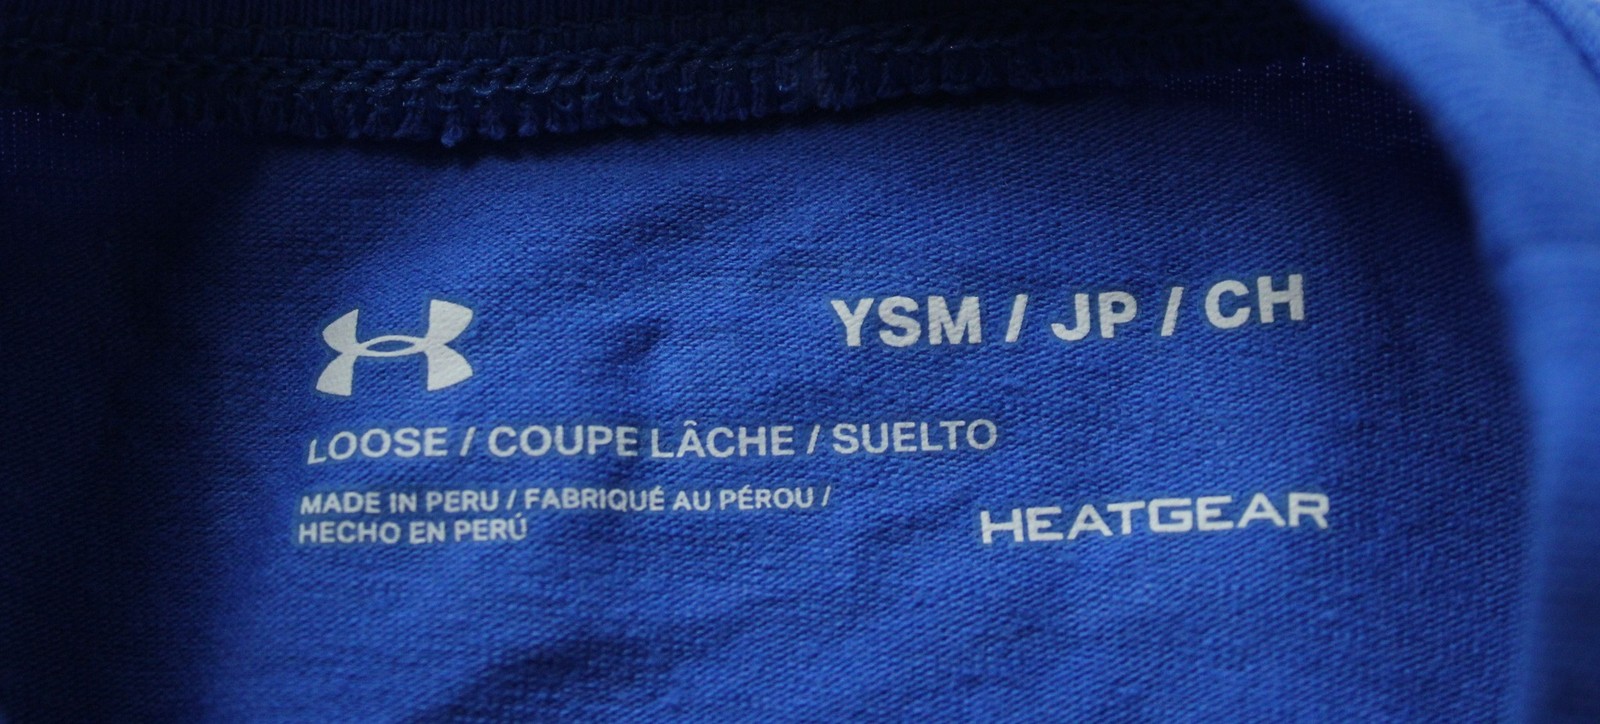 YSM / JP / CH
LOOSE / COUPE LÂCHE / SUELTO
MADE IN PERU / FABRIQUÉ AU PÉROU /
HECHO EN PERÚ
HEATGEAR